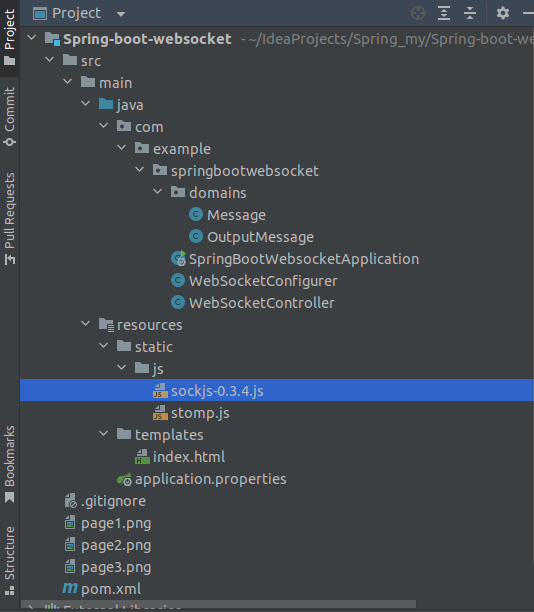 Project
Spring-boot-websocket ~/IdeaProjects/Spring_my/Spring-boot-we
src
main
java
com
example
springbootwebsocket
domains
Message
OutputMessage
SpringBootWebsocketApplication
WebSocketConfigurer
WebSocketController
resources
static
js
sockjs-0.3.4.js
stomp.js
templates
index.html
application.properties
.gitignore
page1.png
page2.png
page3.png
pom.xml
External Libraries
Project
Commit
Pull Requests
Bookmarks
Structure